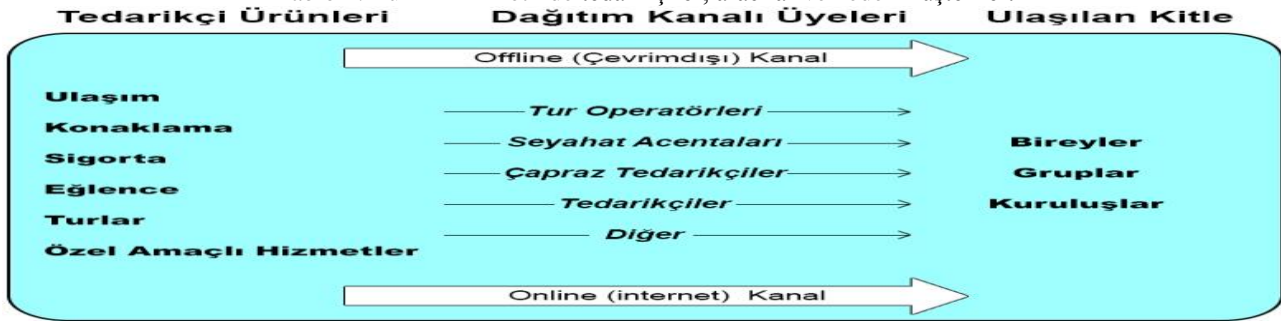 Tedarikçi Ürünleri Dağıtım Kanalı Üyeleri Ulaşılan Kitle
Offline (Çevrimdışı) Kanal
Ulaşım
Konaklama
Sigorta
Eğlence
Turlar
Özel Amaçlı Hizmetler
Tur Operatörleri
Seyahat Acentaları
Çapraz Tedarikçiler
Tedarikçiler
Diğer
Bireyler
Gruplar
Kuruluşlar
Online (internet) Kanal